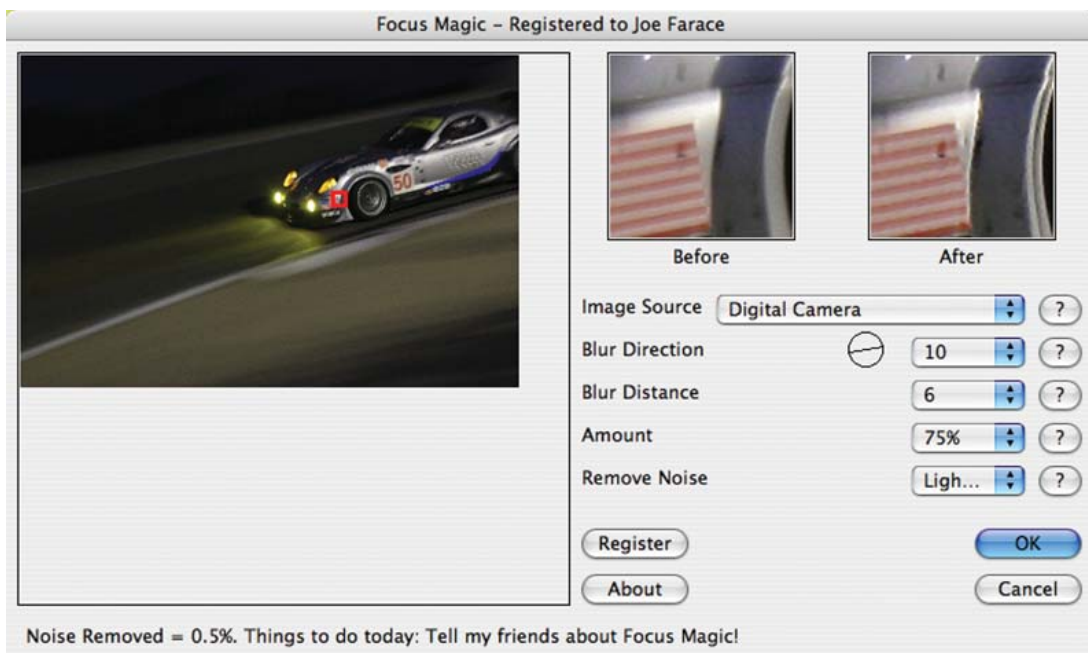 Focus Magic – Registered to Joe Farace
50
Before
After
Image Source
Digital Camera
?
Blur Direction
10
?
Blur Distance
6
?
Amount
75%
?
Remove Noise
Ligh...
?
Register
OK
About
Cancel
Noise Removed = 0.5%. Things to do today: Tell my friends about Focus Magic!